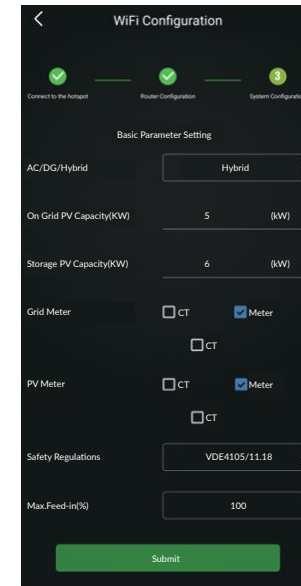 WiFi Configuration
3
Connect to the hotspot Router Configuration System Configurati
Basic Parameter Setting
AC/DG/Hybrid Hybrid
On Grid PV Capacity(KW) 5 (kW)
Storage PV Capacity(KW) 6 (kW)
Grid Meter CT Meter
CT
PV Meter CT Meter
CT
Safety Regulations VDE4105/11.18
Max.Feed-in(%) 100
Submit